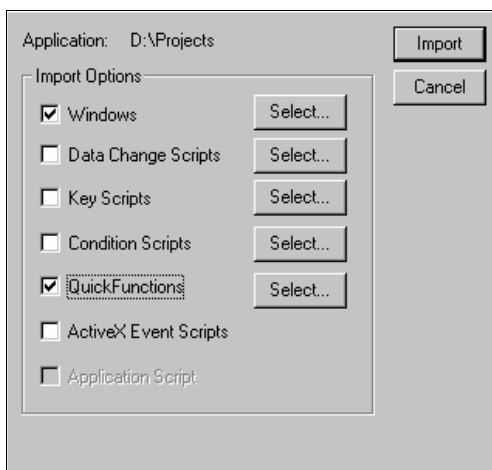 Application: D:\Projects
Import
Cancel
Import Options
Windows Select...
Data Change Scripts Select...
Key Scripts Select...
Condition Scripts Select...
QuickFunctions Select...
ActiveX Event Scripts
Application Script